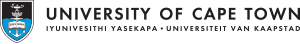 UNIVERSITY OF CAPE TOWN
IYUNIVESITHI YASEKAPA • UNIVERSITEIT VAN KAAPSTAD